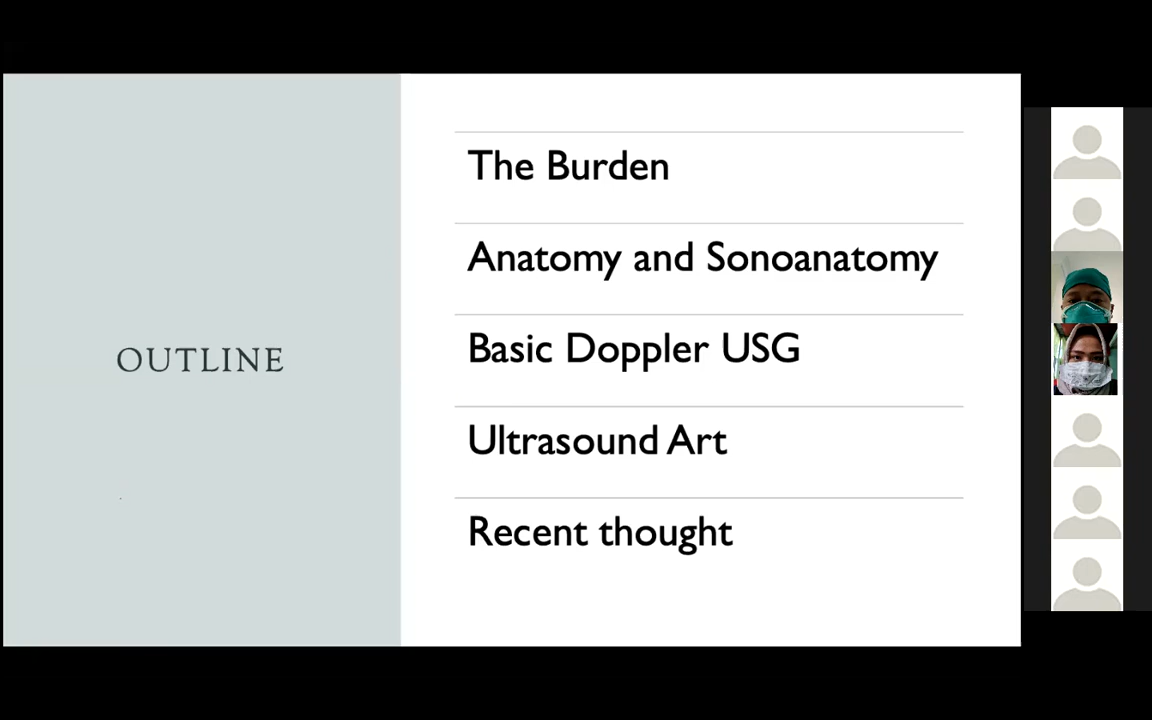 OUTLINE
The Burden
Anatomy and Sonoanatomy
Basic Doppler USG
Ultrasound Art
Recent thought